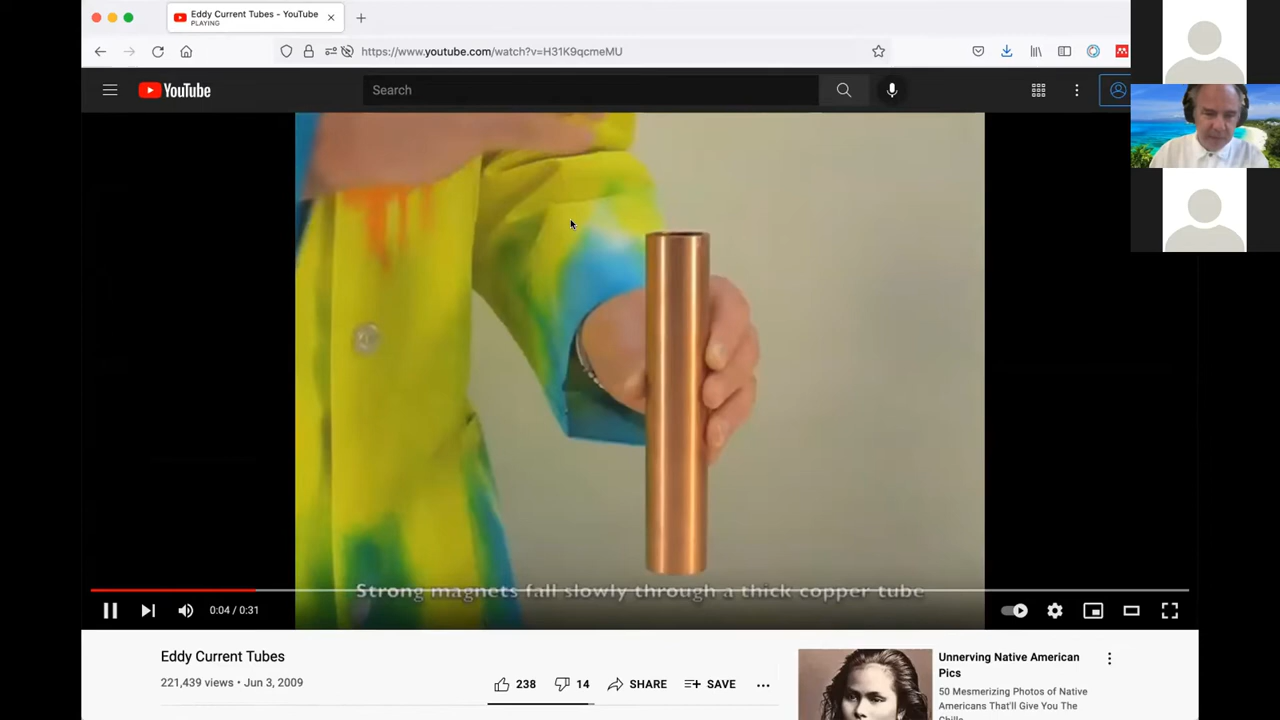 Eddy Current Tubes - YouTube
PLAYING
https://www.youtube.com/watch?v=H31K9qcmeMU
YouTube
Search
Strong magnets fall slowly through a thick copper tube
0:04 / 0:31
Eddy Current Tubes
221,439 views • Jun 3, 2009
238
14
SHARE
SAVE
Unnerving Native American
Pics
50 Mesmerizing Photos of Native
Americans That'll Give You The